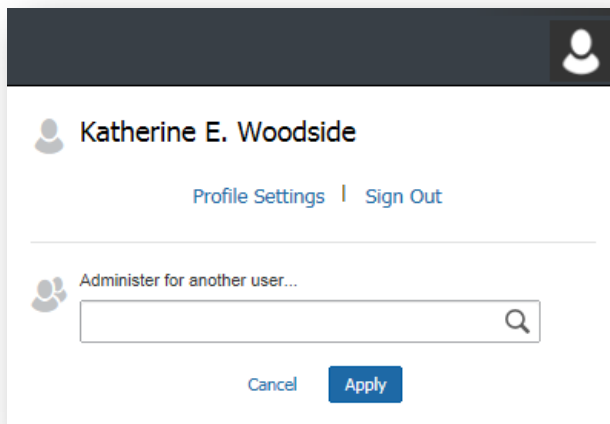 Katherine E. Woodside
Profile Settings | Sign Out
Administer for another user...
Cancel Apply